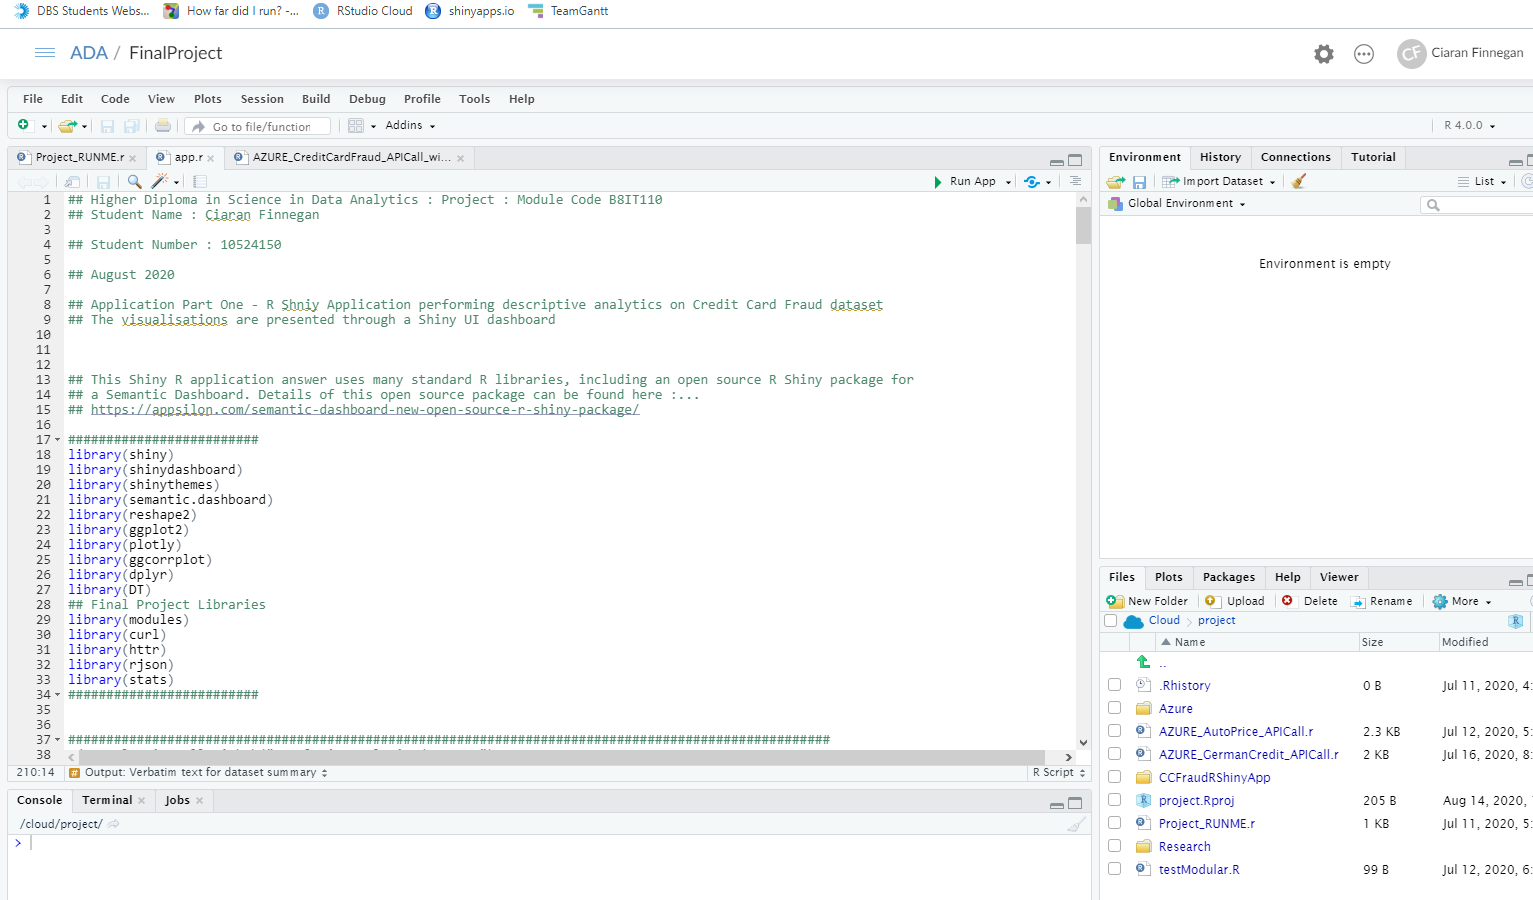 DBS Students Webs...
How far did I run? -...
RStudio Cloud
shinyapps.io
TeamGantt
ADA / FinalProject
CF Ciaran Finnegan
File Edit Code View Plots Session Build Debug Profile Tools Help
Go to file/function
Addins
R 4.0.0
Project_RUNME.r
app.r
AZURE_CreditCardFraud_APICall_wi...
Run App
1 ## Higher Diploma in Science in Data Analytics : Project : Module Code B8IT110
2 ## Student Name : Ciaran Finnegan
3
4 ## Student Number : 10524150
5
6 ## August 2020
7
8 ## Application Part One - R Shniy Application performing descriptive analytics on Credit Card Fraud dataset
9 ## The visualisations are presented through a Shiny UI dashboard
10
11
12
13 ## This Shiny R application answer uses many standard R libraries, including an open source R Shiny package for
14 ## a Semantic Dashboard. Details of this open source package can be found here :...
15 ## https://appsilon.com/semantic-dashboard-new-open-source-r-shiny-package/
16
17 #########################
18 library(shiny)
19 library(shinydashboard)
20 library(shinythemes)
21 library(semantic.dashboard)
22 library(reshape2)
23 library(ggplot2)
24 library(plotly)
25 library(ggcorrplot)
26 library(dplyr)
27 library(DT)
28 ## Final Project Libraries
29 library(modules)
30 library(curl)
31 library(httr)
32 library(rjson)
33 library(stats)
34 #########################
35
36
37 ####################################################################################################
38
210:14 # Output: Verbatim text for dataset summary
R Script
Console Terminal Jobs
/cloud/project/
>
Environment History Connections Tutorial
Import Dataset
List
Global Environment
Environment is empty
Files Plots Packages Help Viewer
New Folder Upload Delete Rename More
Cloud project
Name Size Modified
..
.Rhistory 0 B Jul 11, 2020, 4:
Azure
AZURE_AutoPrice_APICall.r 2.3 KB Jul 12, 2020, 5:
AZURE_GermanCredit_APICall.r 2 KB Jul 16, 2020, 8:
CCFraudRShinyApp
project.Rproj 205 B Aug 14, 2020,
Project_RUNME.r 1 KB Jul 11, 2020, 5:
Research
testModular.R 99 B Jul 12, 2020, 6: